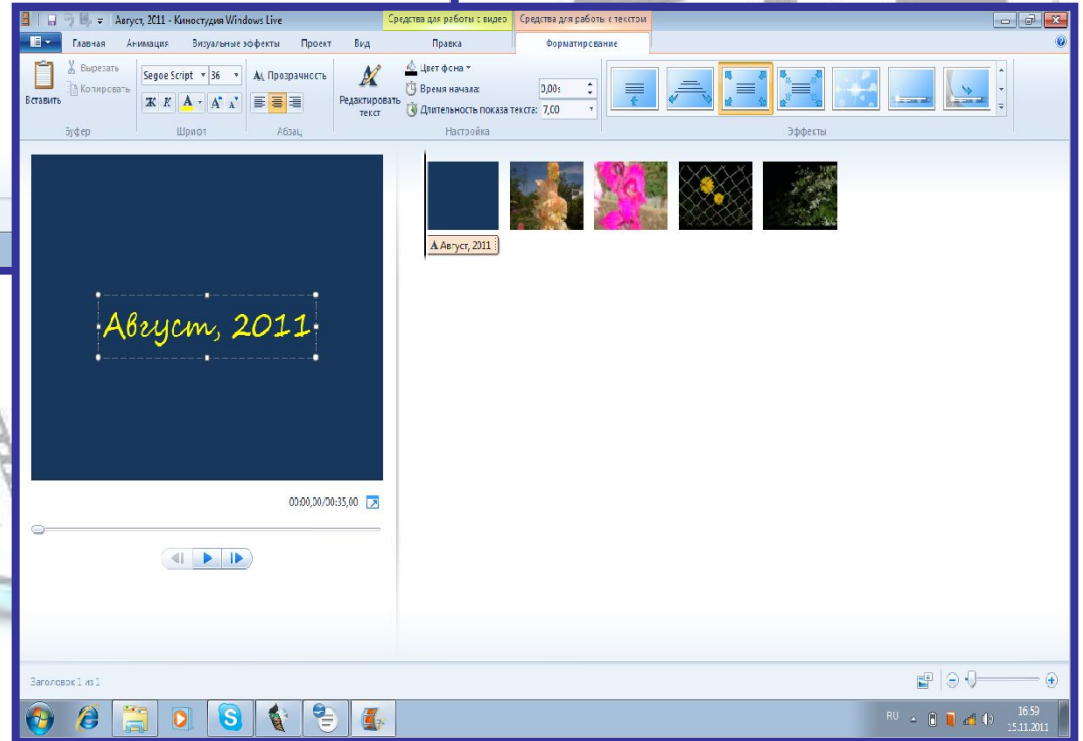 Август, 2011 - Киностудия Windows Live
Средства для работы с видео
Средства для работы с текстом
Главная
Анимация
Визуальные эффекты
Проект
Вид
Правка
Форматирование
Вставить
Вырезать
Копировать
Буфер
Segoe Script
36
Ж К А А А
Шрифт
Прозрачность
Абзац
Редактировать текст
Цвет фона
Время начала: 0,00s
Длительность показа текста: 7,00
Настройка
Эффекты
Август, 2011
A Август, 2011
00:00,00/00:35,00
Заголовок 1 из 1
RU
16:59
15.11.2011